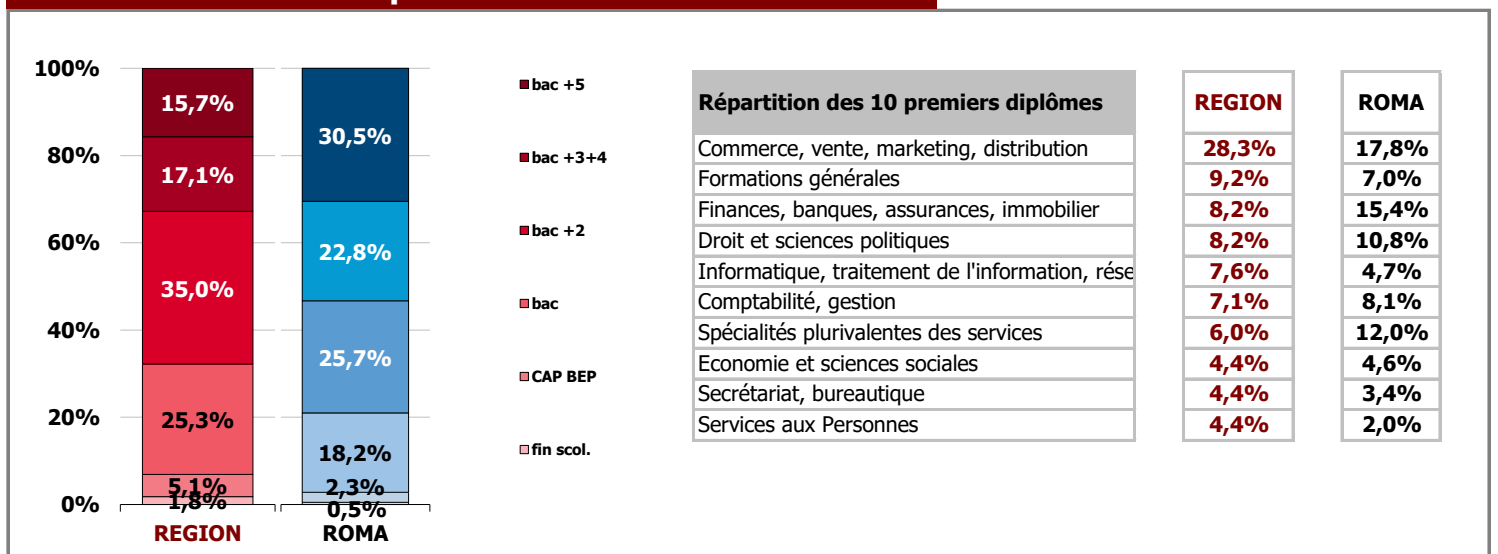 100%
80%
60%
40%
20%
0%
15,7%
17,1%
35,0%
25,3%
5,1%
1,8%
REGION
30,5%
22,8%
25,7%
18,2%
2,3%
0,5%
ROMA
bac +5
bac +3+4
bac +2
bac
CAP BEP
fin scol.
Répartition des 10 premiers diplômes REGION ROMA
Commerce, vente, marketing, distribution 28,3% 17,8%
Formations générales 9,2% 7,0%
Finances, banques, assurances, immobilier 8,2% 15,4%
Droit et sciences politiques 8,2% 10,8%
Informatique, traitement de l'information, rése 7,6% 4,7%
Comptabilité, gestion 7,1% 8,1%
Spécialités plurivalentes des services 6,0% 12,0%
Economie et sciences sociales 4,4% 4,6%
Secrétariat, bureautique 4,4% 3,4%
Services aux Personnes 4,4% 2,0%